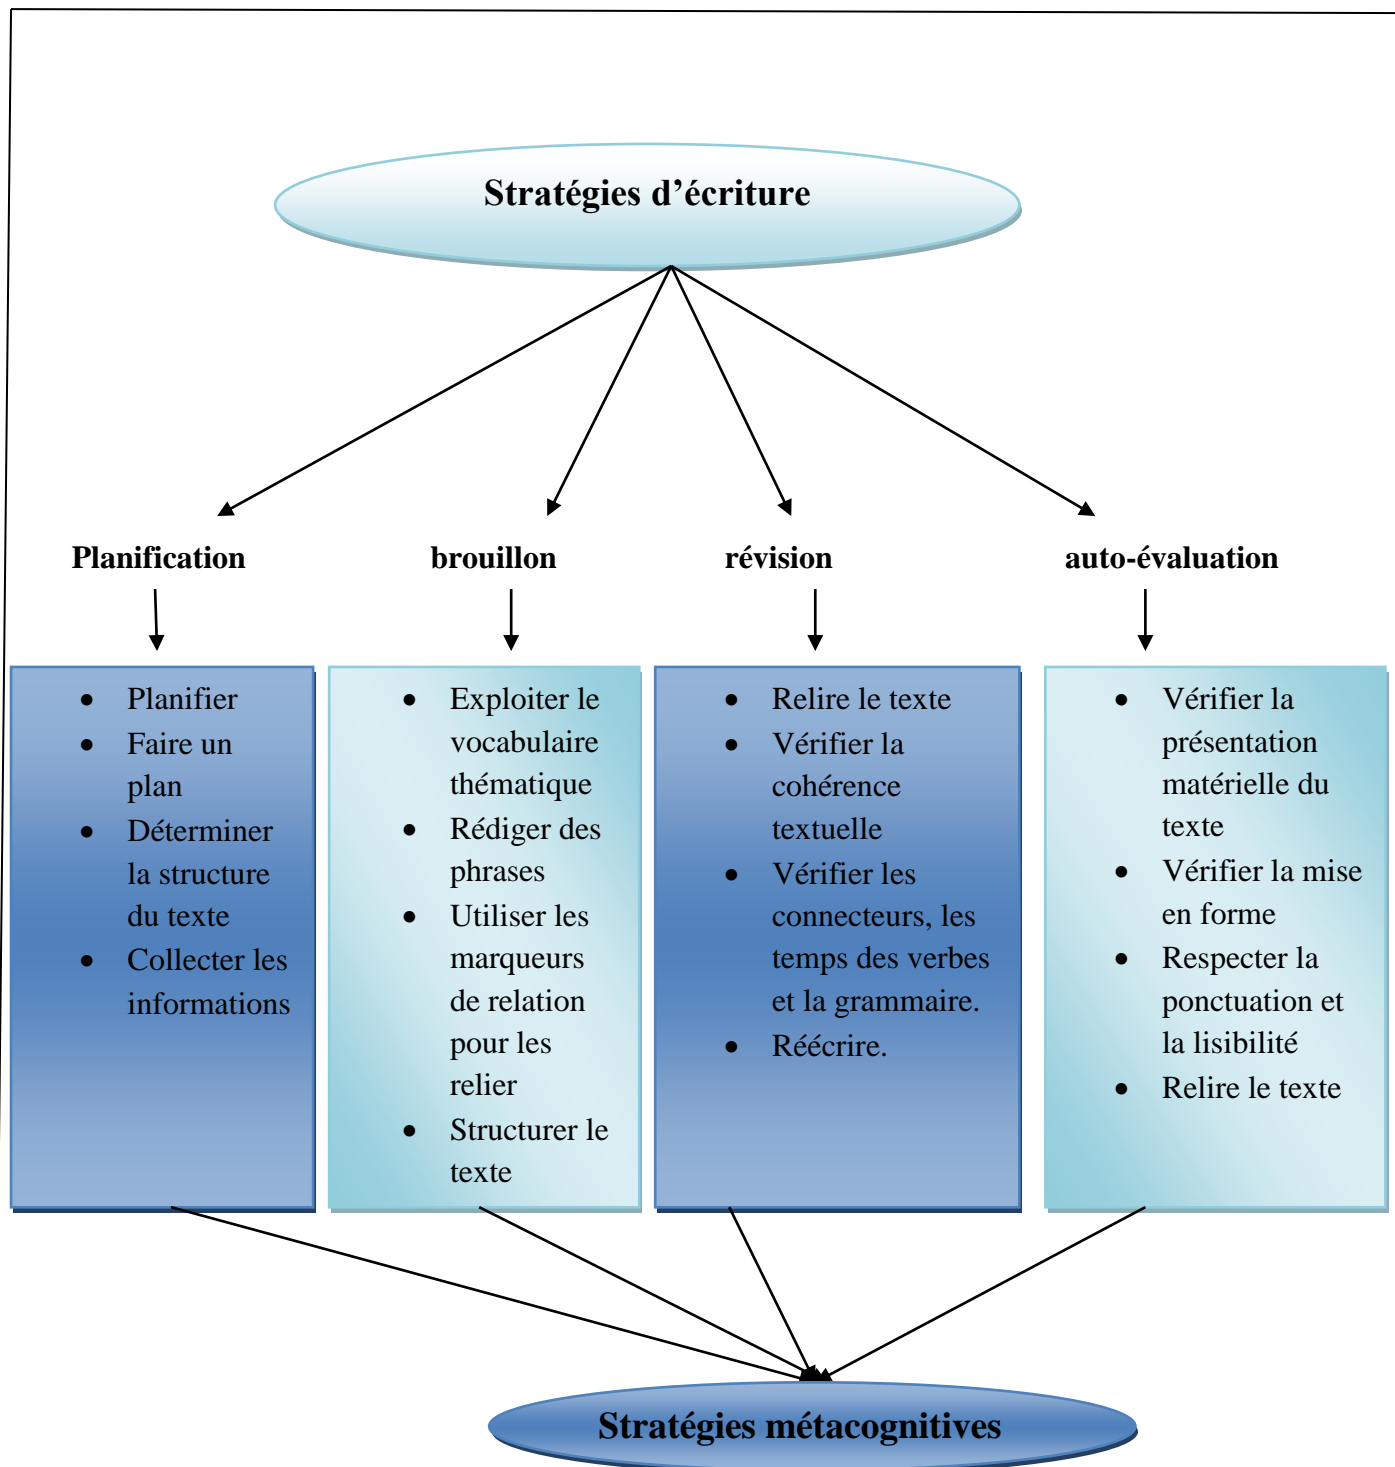 Stratégies d’écriture
Planification
brouillon
révision
auto-évaluation
• Planifier
• Faire un
plan
• Déterminer
la structure
du texte
• Collecter les
informations
• Exploiter le
vocabulaire
thématique
• Rédiger des
phrases
• Utiliser les
marqueurs
de relation
pour les
relier
• Structurer le
texte
• Relire le texte
• Vérifier la
cohérence
textuelle
• Vérifier les
connecteurs, les
temps des verbes
et la grammaire.
• Réécrire.
• Vérifier la
présentation
matérielle du
texte
• Vérifier la mise
en forme
• Respecter la
ponctuation et
la lisibilité
• Relire le texte
Stratégies métacognitives